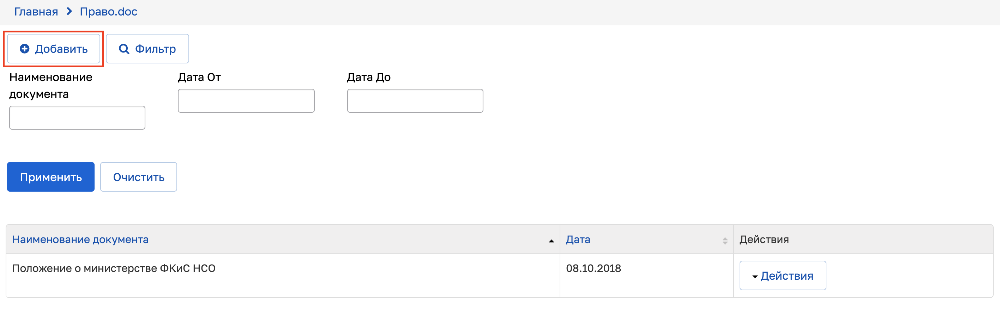 Главная > Право.doc
Добавить Фильтр
Наименование документа
Дата От
Дата До
Применить Очистить
Наименование документа Дата Действия
Положение о министерстве ФКиС НСО 08.10.2018 Действия